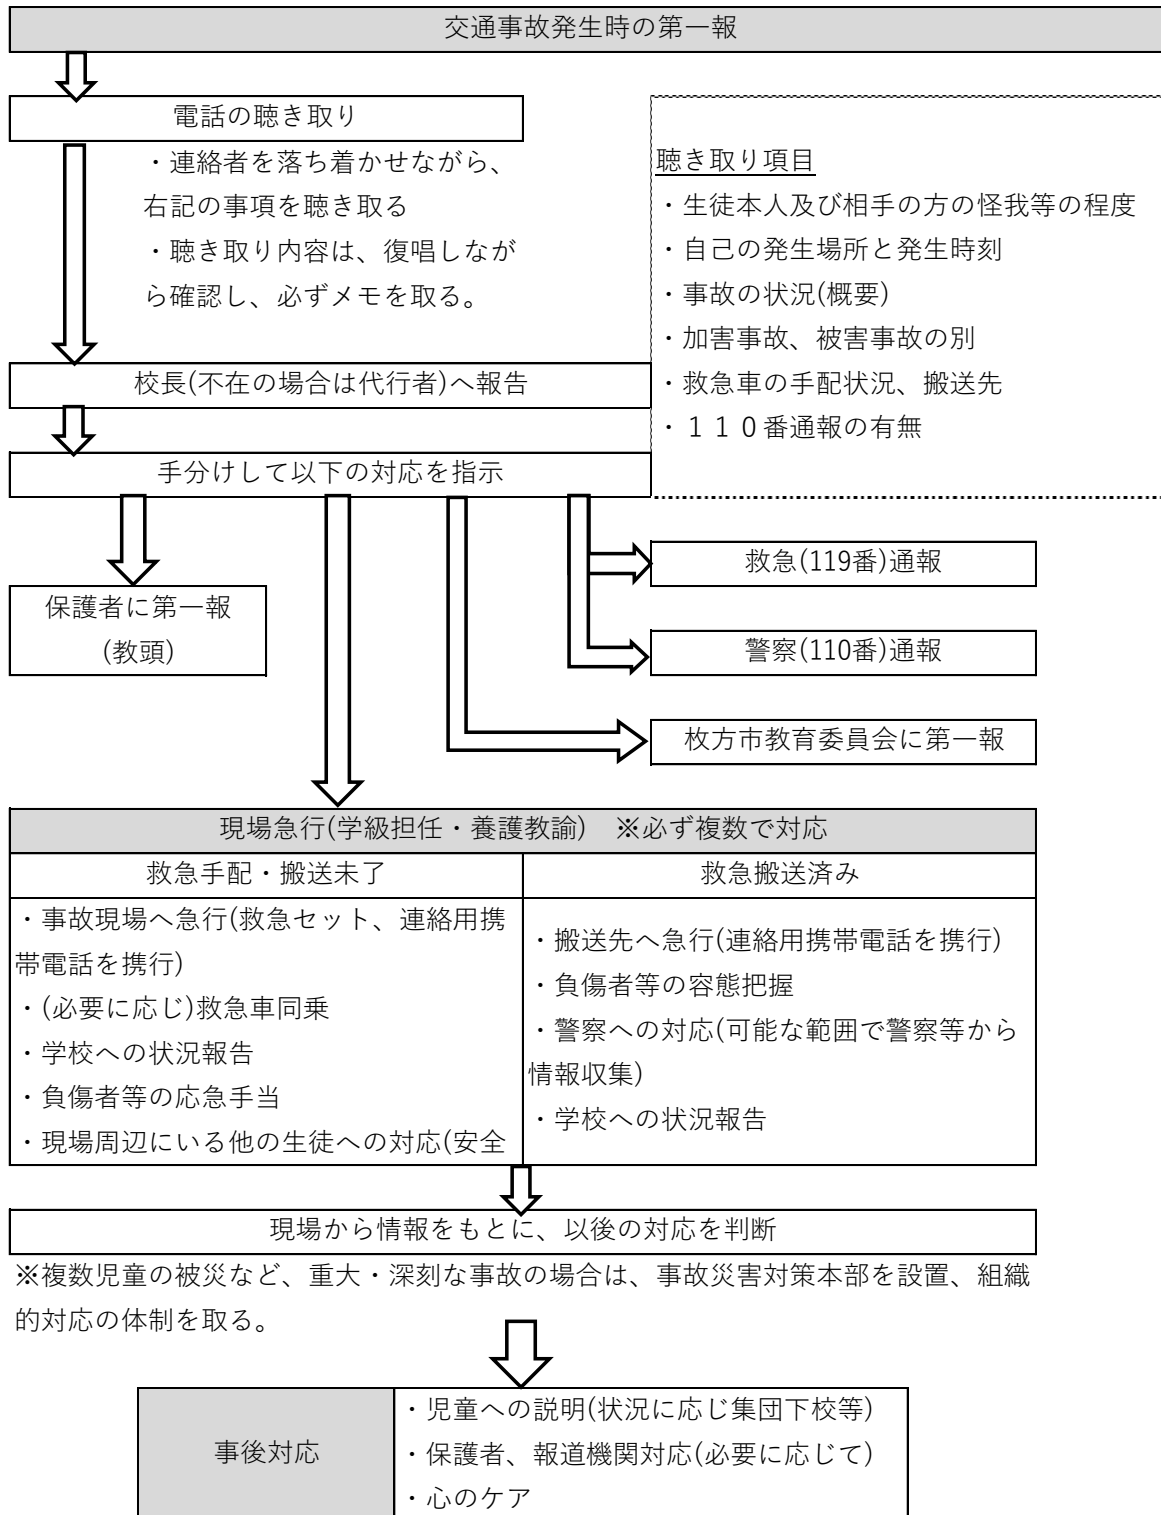 交通事故発生時の第一報
電話の聴き取り
・連絡者を落ち着かせながら、
右記の事項を聴き取る
・聴き取り内容は、復唱しなが
ら確認し、必ずメモを取る。
聴き取り項目
・生徒本人及び相手の方の怪我等の程度
・自己の発生場所と発生時刻
・事故の状況(概要)
・加害事故、被害事故の別
・救急車の手配状況、搬送先
・１１０番通報の有無
校長(不在の場合は代行者)へ報告
手分けして以下の対応を指示
救急(119番)通報
保護者に第一報
(教頭)
警察(110番)通報
枚方市教育委員会に第一報
現場急行(学級担任・養護教諭)　※必ず複数で対応
救急手配・搬送未了
・事故現場へ急行(救急セット、連絡用携
帯電話を携行)
・(必要に応じ)救急車同乗
・学校への状況報告
・負傷者等の応急手当
・現場周辺にいる他の生徒への対応(安全
救急搬送済み
・搬送先へ急行(連絡用携帯電話を携行)
・負傷者等の容態把握
・警察への対応(可能な範囲で警察等から
情報収集)
・学校への状況報告
現場から情報をもとに、以後の対応を判断
※複数児童の被災など、重大・深刻な事故の場合は、事故災害対策本部を設置、組織
的対応の体制を取る。
事後対応
・児童への説明(状況に応じ集団下校等)
・保護者、報道機関対応(必要に応じて)
・心のケア